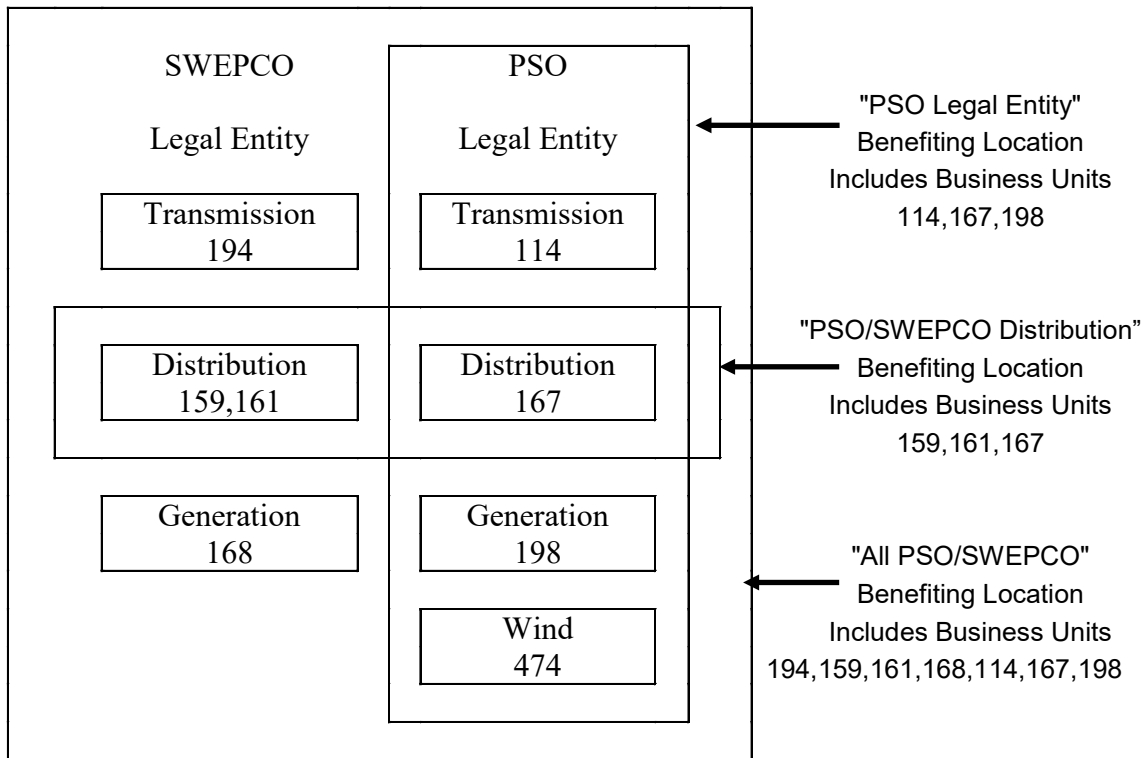 SWEPCO
Legal Entity
Transmission
194
Distribution
159,161
Generation
168
PSO
Legal Entity
Transmission
114
Distribution
167
Generation
198
Wind
474
"PSO Legal Entity"
Benefiting Location
Includes Business Units
114,167,198
"PSO/SWEPCO Distribution”
Benefiting Location
Includes Business Units
159,161,167
"All PSO/SWEPCO"
Benefiting Location
Includes Business Units
194,159,161,168,114,167,198